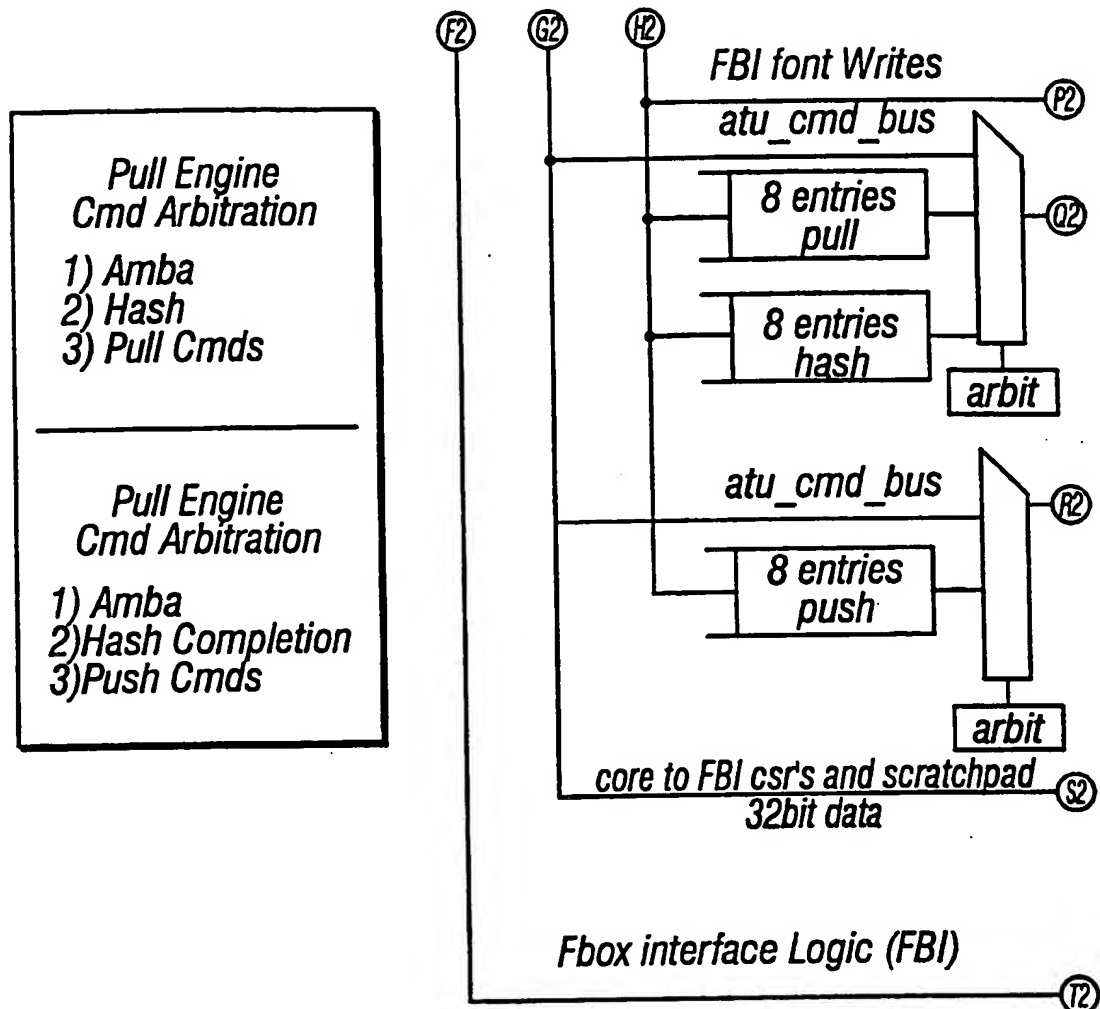 F2 G2 H2
FBI font Writes
P2
atu_cmd_bus
Pull Engine
Cmd Arbitration
1) Amba
2) Hash
3) Pull Cmds
8 entries
pull
Q2
8 entries
hash
arbit
Pull Engine
Cmd Arbitration
1) Amba
2)Hash Completion
3)Push Cmds
atu_cmd_bus
R2
8 entries
push
arbit
core to FBI csr's and scratchpad
32bit data
S2
Fbox interface Logic (FBI)
T2